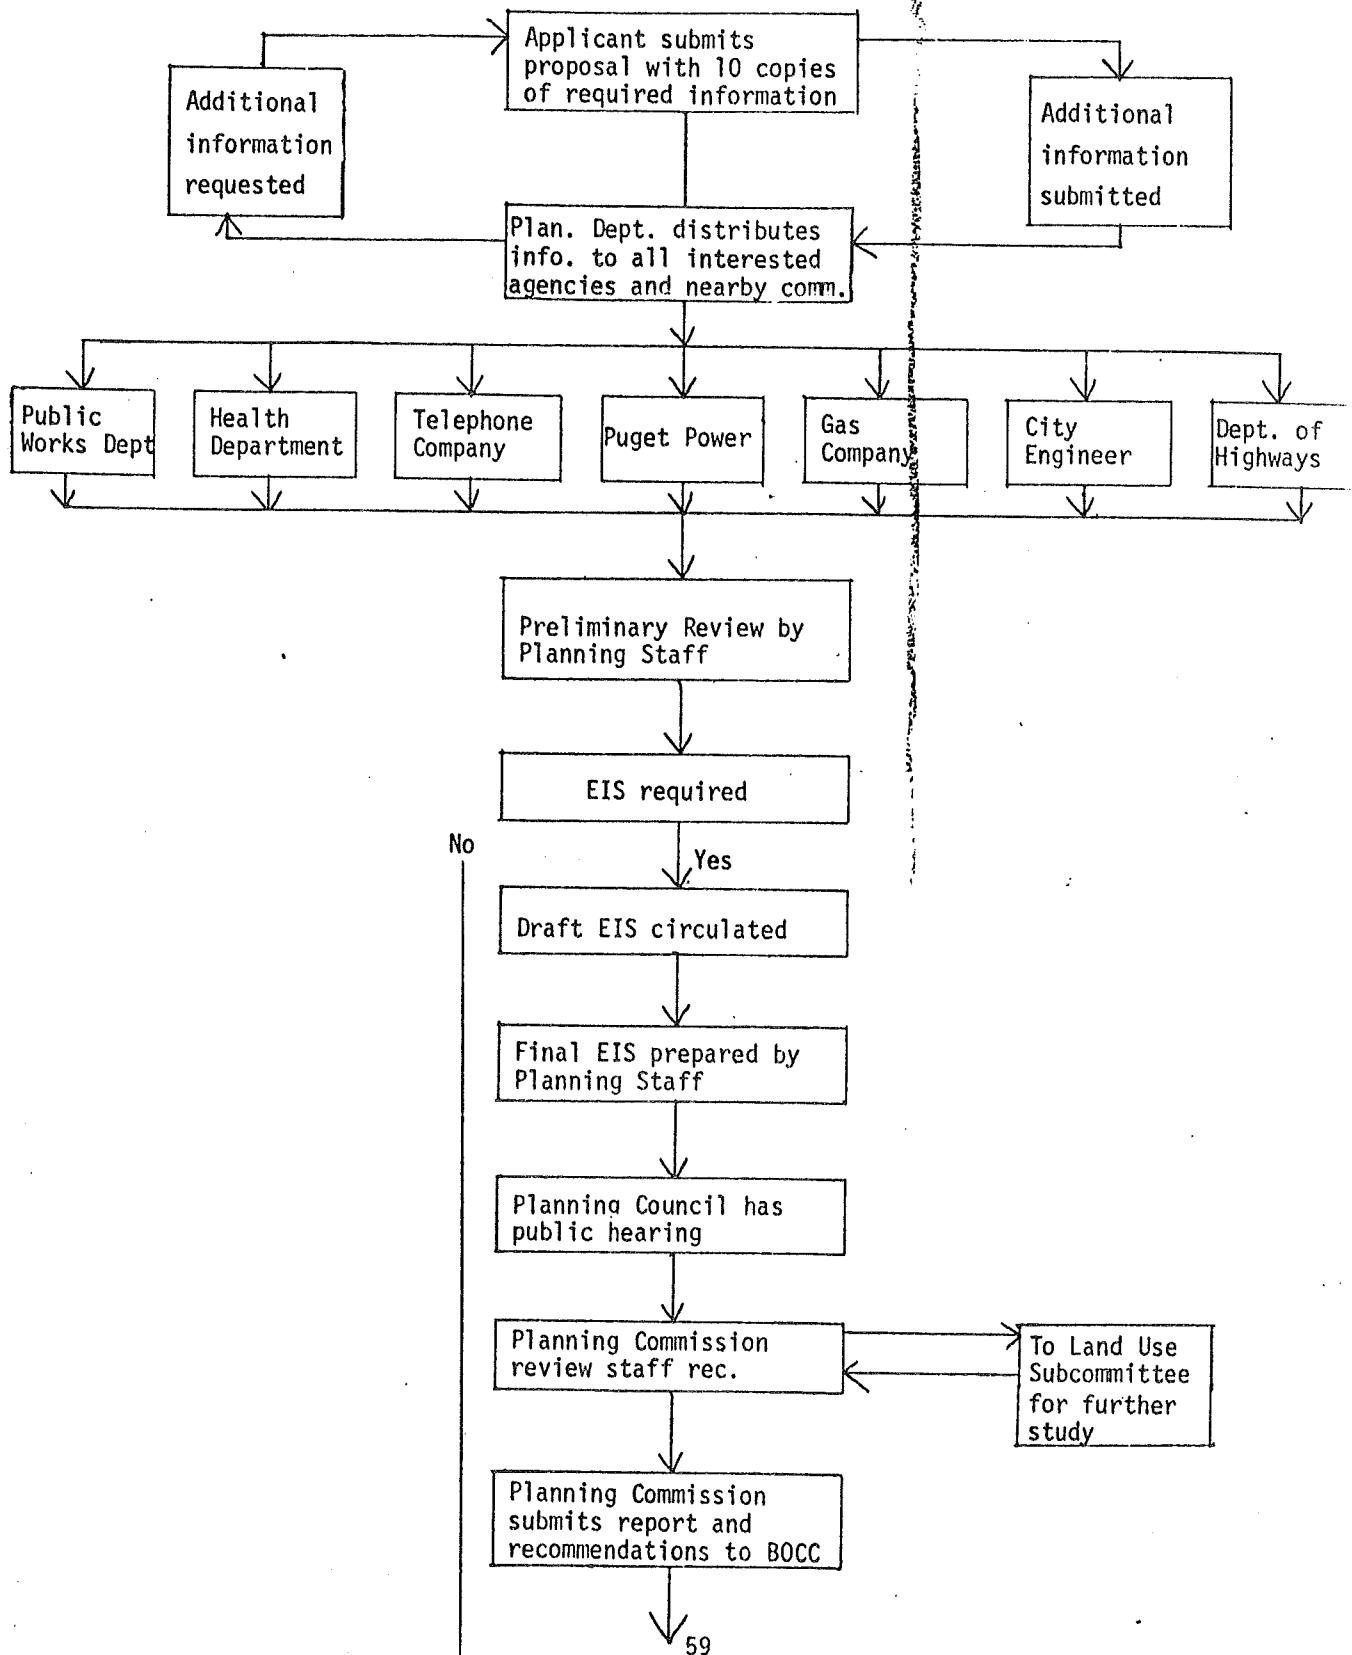 Applicant submits
proposal with 10 copies
of required information
Additional
information
requested
Additional
information
submitted
Plan. Dept. distributes
info. to all interested
agencies and nearby comm.
Public
Works Dept
Health
Department
Telephone
Company
Puget Power
Gas
Company
City
Engineer
Dept. of
Highways
Preliminary Review by
Planning Staff
EIS required
No
Yes
Draft EIS circulated
Final EIS prepared by
Planning Staff
Planning Council has
public hearing
Planning Commission
review staff rec.
To Land Use
Subcommittee
for further
study
Planning Commission
submits report and
recommendations to BOCC
59